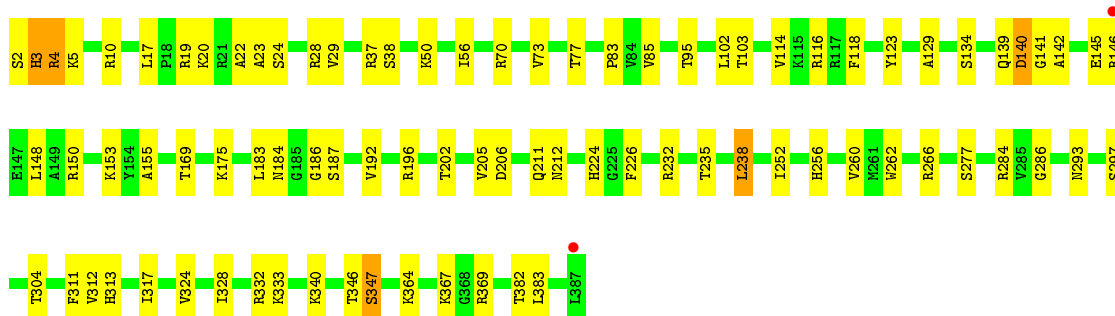 S2 H3 R4 K5 R10 L17 P18 R19 K20 R21 A22 A23 S24 R28 V29 R37 S38 K50 I56 R70 V73 T77 P83 V84 V85 T95 L102 T103 V114 K115 R116 R117 F118 Y123 A129 S134 Q139 D140 G141 A142 E145 R146
E147 L148 A149 R150 K153 Y154 A155 T169 K175 L183 N184 G185 G186 S187 V192 R196 T202 V205 D206 Q211 N212 H224 G225 F226 R232 T235 L238 I252 H256 V260 M261 W262 R266 S277 R284 V285 G286 N293 S297
T304 F311 V312 H313 I317 V324 I328 R332 K333 K340 T346 S347 K364 K367 G368 R369 T382 L383 L387